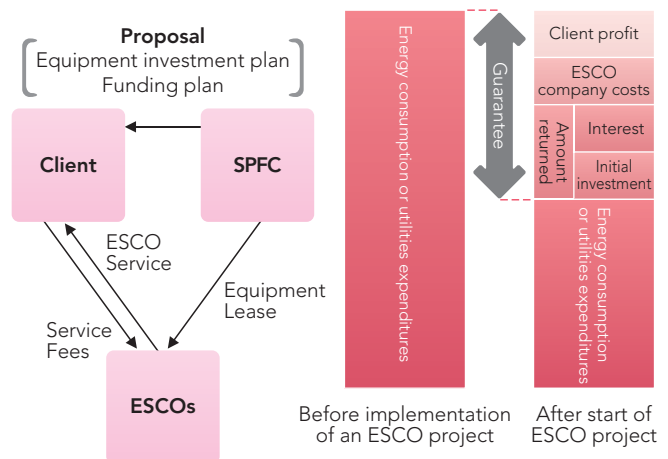 Proposal
Equipment investment plan
Funding plan
Client
SPFC
ESCO
Service
Equipment
Lease
Service
Fees
ESCOs
Energy consumption or utilities expenditures
Guarantee
Client profit
ESCO
company costs
Amount
returned
Interest
Initial
investment
Energy consumption
or utilities expenditures
Before implementation
of an ESCO project
After start of
ESCO project